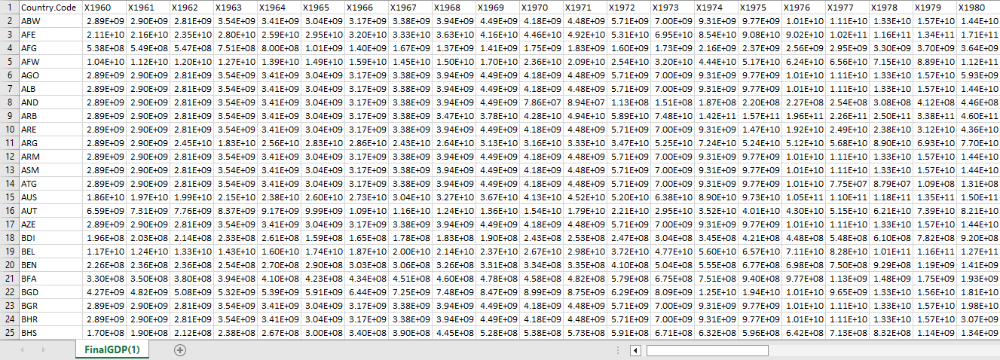 1 Country.Code X1960 X1961 X1962 X1963 X1964 X1965 X1966 X1967 X1968 X1969 X1970 X1971 X1972 X1973 X1974 X1975 X1976 X1977 X1978 X1979 X1980
2 ABW 2.89E+09 2.90E+09 2.81E+09 3.54E+09 3.41E+09 3.04E+09 3.17E+09 3.38E+09 3.94E+09 4.49E+09 4.18E+09 4.48E+09 5.71E+09 7.00E+09 9.31E+09 9.77E+09 1.01E+10 1.11E+10 1.33E+10 1.57E+10 1.44E+10
3 AFE 2.11E+10 2.16E+10 2.35E+10 2.80E+10 2.59E+10 2.95E+10 3.20E+10 3.33E+10 3.63E+10 4.16E+10 4.46E+10 4.92E+10 5.31E+10 6.95E+10 8.54E+10 9.08E+10 9.02E+10 1.02E+11 1.16E+11 1.34E+11 1.71E+11
4 AFG 5.38E+08 5.49E+08 5.47E+08 7.51E+08 8.00E+08 1.01E+09 1.40E+09 1.67E+09 1.37E+09 1.41E+09 1.75E+09 1.83E+09 1.60E+09 1.73E+09 2.16E+09 2.37E+09 2.56E+09 2.95E+09 3.30E+09 3.70E+09 3.64E+09
5 AFW 1.04E+10 1.12E+10 1.20E+10 1.27E+10 1.39E+10 1.49E+10 1.59E+10 1.45E+10 1.50E+10 1.70E+10 2.36E+10 2.09E+10 2.54E+10 3.20E+10 4.44E+10 5.17E+10 6.24E+10 6.56E+10 7.15E+10 8.89E+10 1.12E+11
6 AGO 2.89E+09 2.90E+09 2.81E+09 3.54E+09 3.41E+09 3.04E+09 3.17E+09 3.38E+09 3.94E+09 4.49E+09 4.18E+09 4.48E+09 5.71E+09 7.00E+09 9.31E+09 9.77E+09 1.01E+10 1.11E+10 1.33E+10 1.57E+10 5.93E+09
7 ALB 2.89E+09 2.90E+09 2.81E+09 3.54E+09 3.41E+09 3.04E+09 3.17E+09 3.38E+09 3.94E+09 4.49E+09 4.18E+09 4.48E+09 5.71E+09 7.00E+09 9.31E+09 9.77E+09 1.01E+10 1.11E+10 1.33E+10 1.57E+10 1.44E+10
8 AND 2.89E+09 2.90E+09 2.81E+09 3.54E+09 3.41E+09 3.04E+09 3.17E+09 3.38E+09 3.94E+09 4.49E+09 7.86E+07 8.94E+07 1.13E+08 1.51E+08 1.87E+08 2.20E+08 2.27E+08 2.54E+08 3.08E+08 4.12E+08 4.46E+08
9 ARB 2.89E+09 2.90E+09 2.81E+09 3.54E+09 3.41E+09 3.04E+09 3.17E+09 3.38E+09 3.47E+10 3.78E+10 4.28E+10 4.94E+10 5.89E+10 7.48E+10 1.42E+11 1.57E+11 1.96E+11 2.26E+11 2.50E+11 3.38E+11 4.60E+11
10 ARE 2.89E+09 2.90E+09 2.81E+09 3.54E+09 3.41E+09 3.04E+09 3.17E+09 3.38E+09 3.94E+09 4.49E+09 4.18E+09 4.48E+09 5.71E+09 7.00E+09 9.31E+09 1.47E+10 1.92E+10 2.49E+10 2.38E+10 3.12E+10 4.36E+10
11 ARG 2.89E+09 2.90E+09 2.45E+10 1.83E+10 2.56E+10 2.83E+10 2.86E+10 2.43E+10 2.64E+10 3.13E+10 3.16E+10 3.33E+10 3.47E+10 5.25E+10 7.24E+10 5.24E+10 5.12E+10 5.68E+10 8.90E+10 6.93E+10 7.70E+10
12 ARM 2.89E+09 2.90E+09 2.81E+09 3.54E+09 3.41E+09 3.04E+09 3.17E+09 3.38E+09 3.94E+09 4.49E+09 4.18E+09 4.48E+09 5.71E+09 7.00E+09 9.31E+09 9.77E+09 1.01E+10 1.11E+10 1.33E+10 1.57E+10 1.44E+10
13 ASM 2.89E+09 2.90E+09 2.81E+09 3.54E+09 3.41E+09 3.04E+09 3.17E+09 3.38E+09 3.94E+09 4.49E+09 4.18E+09 4.48E+09 5.71E+09 7.00E+09 9.31E+09 9.77E+09 1.01E+10 1.11E+10 1.33E+10 1.57E+10 1.44E+10
14 ATG 2.89E+09 2.90E+09 2.81E+09 3.54E+09 3.41E+09 3.04E+09 3.17E+09 3.38E+09 3.94E+09 4.49E+09 4.18E+09 4.48E+09 5.71E+09 7.00E+09 9.31E+09 9.77E+09 1.01E+10 7.75E+07 8.79E+07 1.09E+08 1.31E+08
15 AUS 1.86E+10 1.97E+10 1.99E+10 2.15E+10 2.38E+10 2.60E+10 2.73E+10 3.04E+10 3.27E+10 3.67E+10 4.13E+10 4.52E+10 5.20E+10 6.38E+10 8.90E+10 9.73E+10 1.05E+11 1.10E+11 1.18E+11 1.35E+11 1.50E+11
16 AUT 6.59E+09 7.31E+09 7.76E+09 8.37E+09 9.17E+09 9.99E+09 1.09E+10 1.16E+10 1.24E+10 1.36E+10 1.54E+10 1.79E+10 2.21E+10 2.95E+10 3.52E+10 4.01E+10 4.30E+10 5.15E+10 6.21E+10 7.39E+10 8.21E+10
17 AZE 2.89E+09 2.90E+09 2.81E+09 3.54E+09 3.41E+09 3.04E+09 3.17E+09 3.38E+09 3.94E+09 4.49E+09 4.18E+09 4.48E+09 5.71E+09 7.00E+09 9.31E+09 9.77E+09 1.01E+10 1.11E+10 1.33E+10 1.57E+10 1.44E+10
18 BDI 1.96E+08 2.03E+08 2.14E+08 2.33E+08 2.61E+08 1.59E+08 1.65E+08 1.78E+08 1.83E+08 1.90E+08 2.43E+08 2.53E+08 2.47E+08 3.04E+08 3.45E+08 4.21E+08 4.48E+08 5.48E+08 6.10E+08 7.82E+08 9.20E+08
19 BEL 1.17E+10 1.24E+10 1.33E+10 1.43E+10 1.60E+10 1.74E+10 1.87E+10 2.00E+10 2.14E+10 2.37E+10 2.67E+10 2.98E+10 3.72E+10 4.77E+10 5.60E+10 6.57E+10 7.11E+10 8.28E+10 1.01E+11 1.16E+11 1.27E+11
20 BEN 2.26E+08 2.36E+08 2.36E+08 2.54E+08 2.70E+08 2.90E+08 3.03E+08 3.06E+08 3.26E+08 3.31E+08 3.34E+08 3.35E+08 4.10E+08 5.04E+08 5.55E+08 6.77E+08 6.98E+08 7.50E+08 9.29E+08 1.19E+09 1.41E+09
21 BFA 3.30E+08 3.50E+08 3.80E+08 3.94E+08 4.10E+08 4.23E+08 4.34E+08 4.51E+08 4.60E+08 4.78E+08 4.58E+08 4.82E+08 5.79E+08 6.75E+08 7.51E+08 9.40E+08 9.77E+08 1.13E+09 1.48E+09 1.75E+09 1.93E+09
22 BGD 4.27E+09 4.82E+09 5.08E+09 5.32E+09 5.39E+09 5.91E+09 6.44E+09 7.25E+09 7.48E+09 8.47E+09 8.99E+09 8.75E+09 6.29E+09 8.09E+09 1.25E+10 1.94E+10 1.01E+10 9.65E+09 1.33E+10 1.56E+10 1.81E+10
23 BGR 2.89E+09 2.90E+09 2.81E+09 3.54E+09 3.41E+09 3.04E+09 3.17E+09 3.38E+09 3.94E+09 4.49E+09 4.18E+09 4.48E+09 5.71E+09 7.00E+09 9.31E+09 9.77E+09 1.01E+10 1.11E+10 1.33E+10 1.57E+10 1.98E+10
24 BHR 2.89E+09 2.90E+09 2.81E+09 3.54E+09 3.41E+09 3.04E+09 3.17E+09 3.38E+09 3.94E+09 4.49E+09 4.18E+09 4.48E+09 5.71E+09 7.00E+09 9.31E+09 9.77E+09 1.01E+10 1.11E+10 1.33E+10 1.57E+10 3.07E+09
25 BHS 1.70E+08 1.90E+08 2.12E+08 2.38E+08 2.67E+08 3.00E+08 3.40E+08 3.90E+08 4.45E+08 5.28E+08 5.38E+08 5.73E+08 5.91E+08 6.71E+08 6.32E+08 5.96E+08 6.42E+08 7.13E+08 8.32E+08 1.14E+09 1.34E+09
FinalGDP(1)